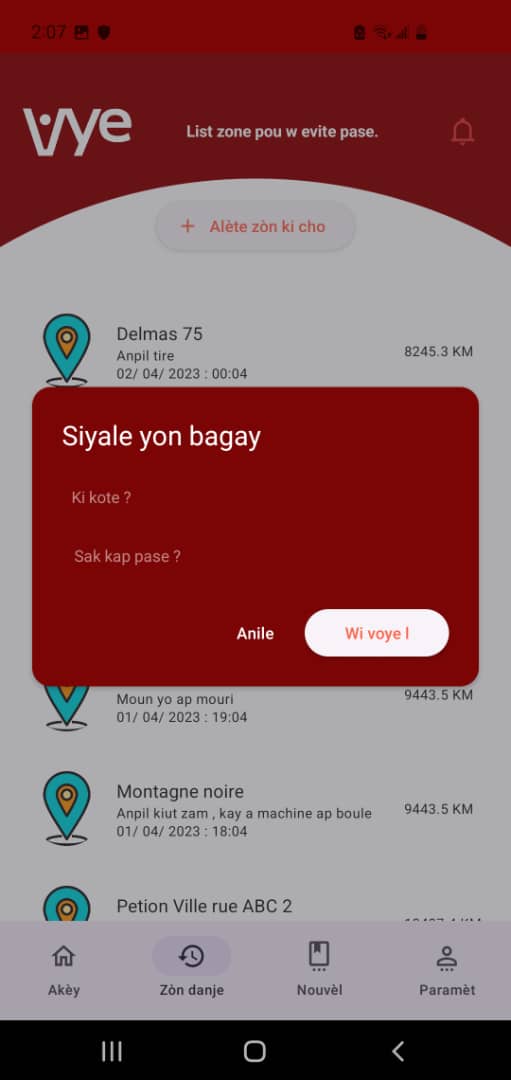 2:07
Vye
List zone pou w evite pase.
+ Alète zòn ki cho
Delmas 75
Anpil tire
02/ 04/ 2023 : 00:04
8245.3 KM
Siyale yon bagay
Ki kote ?
Sak kap pase ?
Anile
Wi voye l
Moun yo ap mouri
01/ 04/ 2023 : 19:04
9443.5 KM
Montagne noire
Anpil kiut zam , kay a machine ap boule
01/ 04/ 2023 : 18:04
9443.5 KM
Petion Ville rue ABC 2
Akèy
Zòn danje
Nouvèl
Paramèt